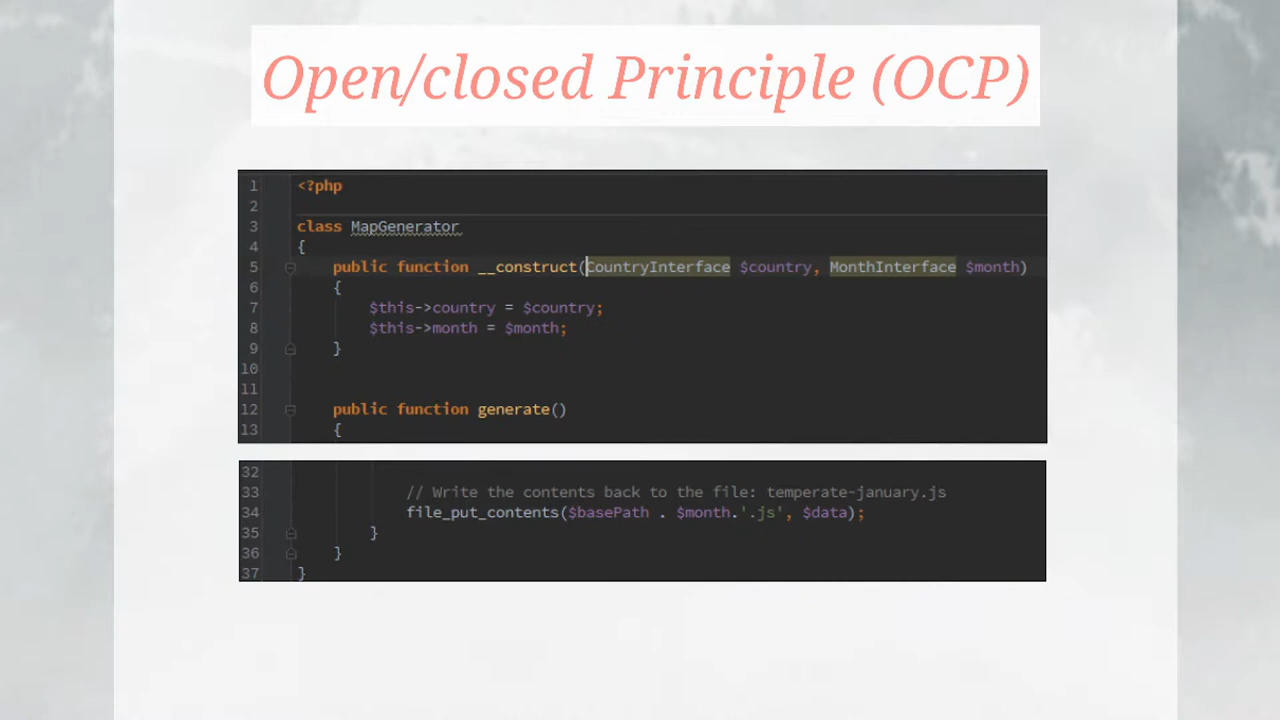 Open/closed Principle (OCP)
1 <?php
2
3 class MapGenerator
4 {
5 public function __construct(CountryInterface $country, MonthInterface $month)
6 {
7 $this->country = $country;
8 $this->month = $month;
9 }
10
11
12 public function generate()
13 {
32
33 // Write the contents back to the file: temperate-january.js
34 file_put_contents($basePath . $month.'.js', $data);
35 }
36 }
37 }